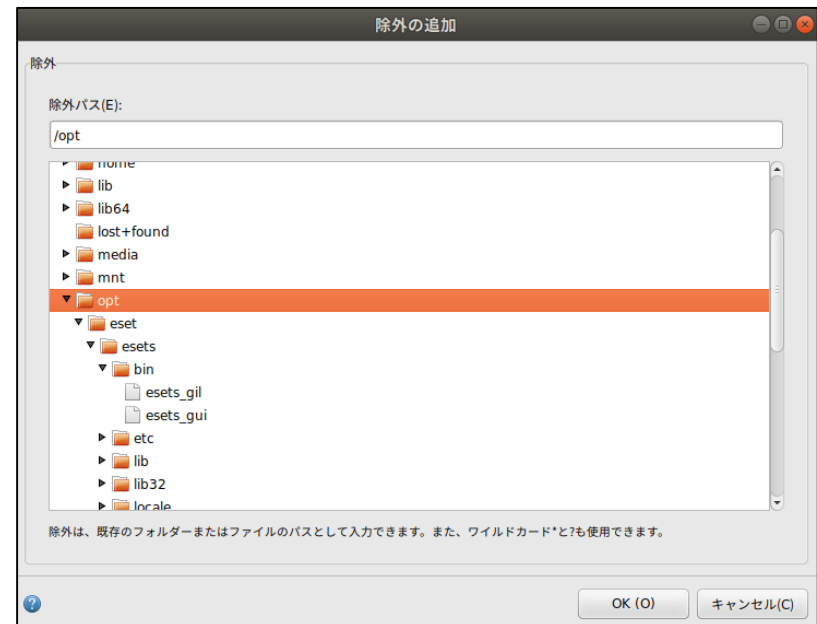 除外の追加
除外
除外パス(E):
/opt
home
lib
lib64
lost+found
media
mnt
opt
eset
esets
bin
esets_gil
esets_gui
etc
lib
lib32
locale
除外は、既存のフォルダーまたはファイルのパスとして入力できます。また、ワイルドカード*と?も使用できます。
?
OK (O)
キャンセル(C)